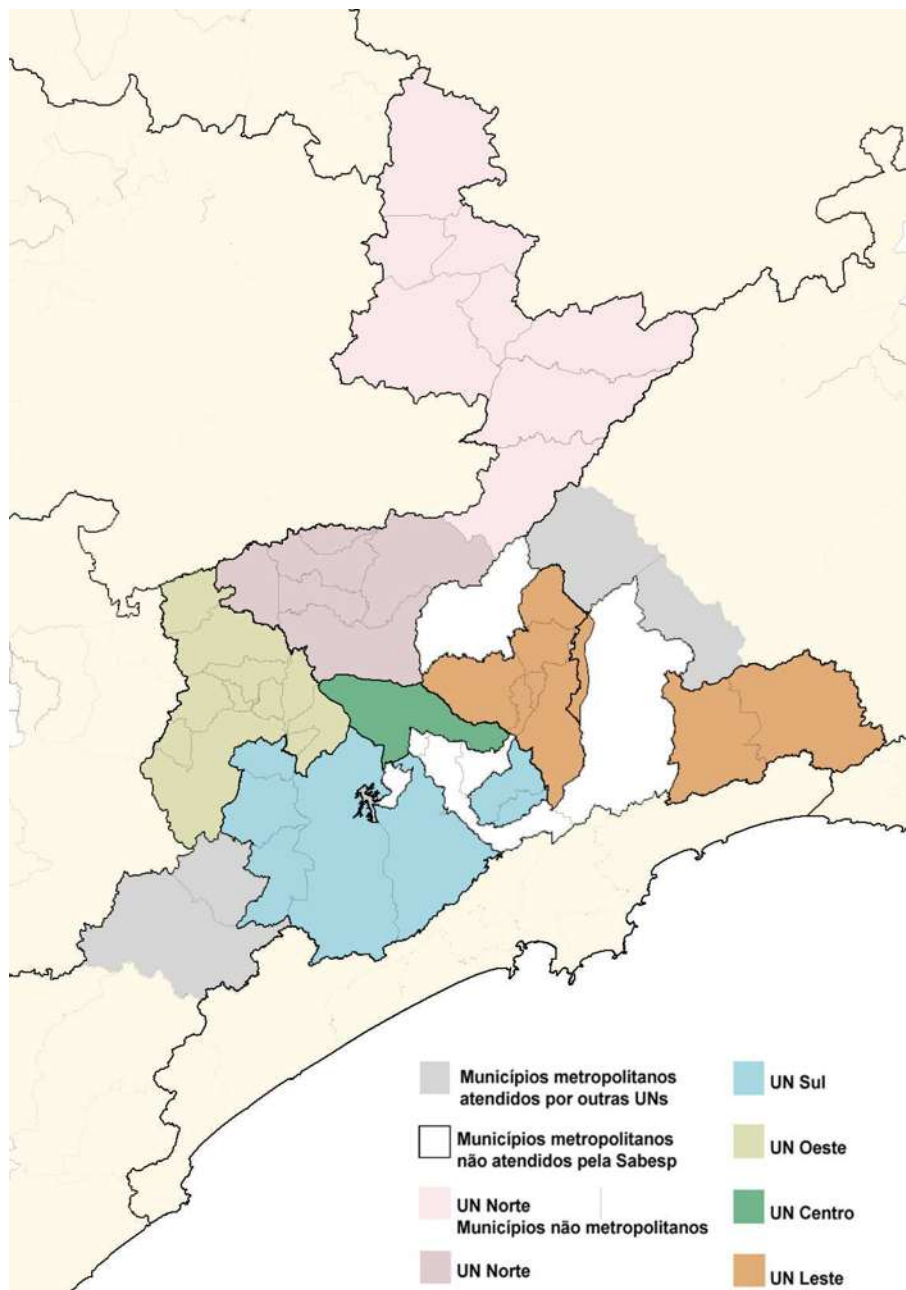 Municípios metropolitanos
atendidos por outras UNs
Municípios metropolitanos
não atendidos pela Sabesp
UN Norte
Municípios não metropolitanos
UN Norte
UN Sul
UN Oeste
UN Centro
UN Leste